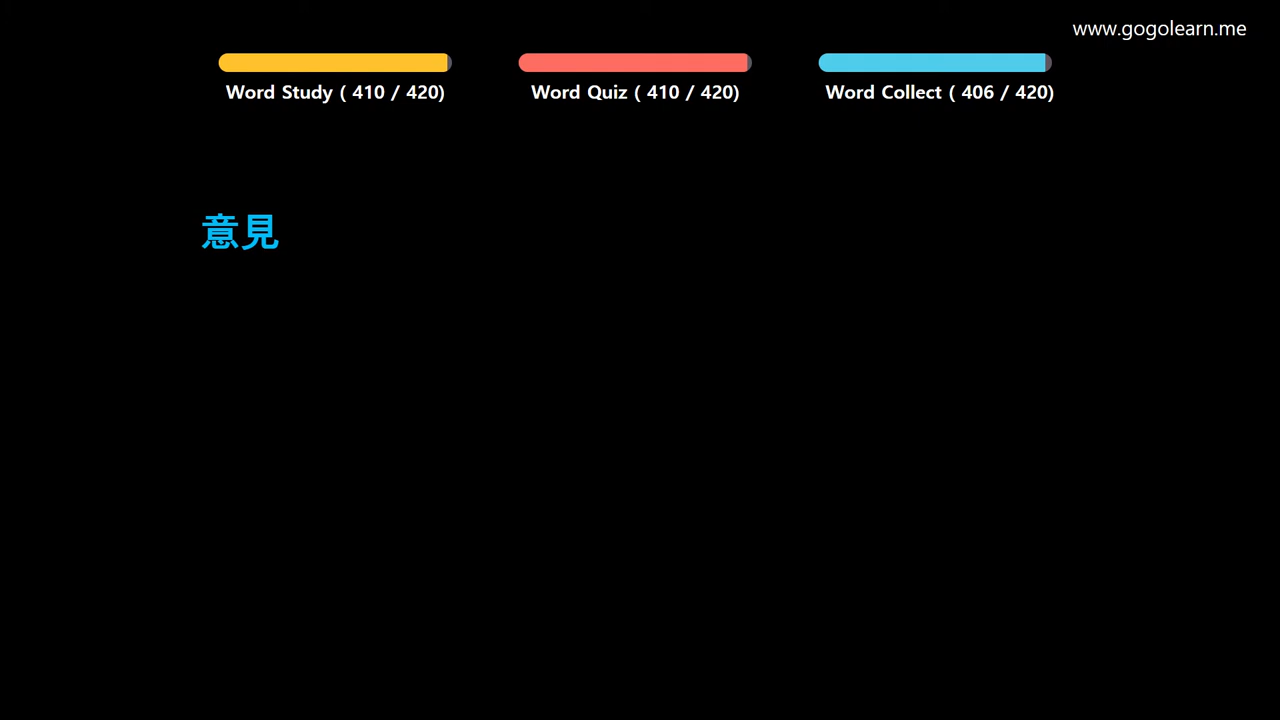 www.gogolearn.me
Word Study ( 410 / 420)
Word Quiz ( 410 / 420)
Word Collect ( 406 / 420)
意見